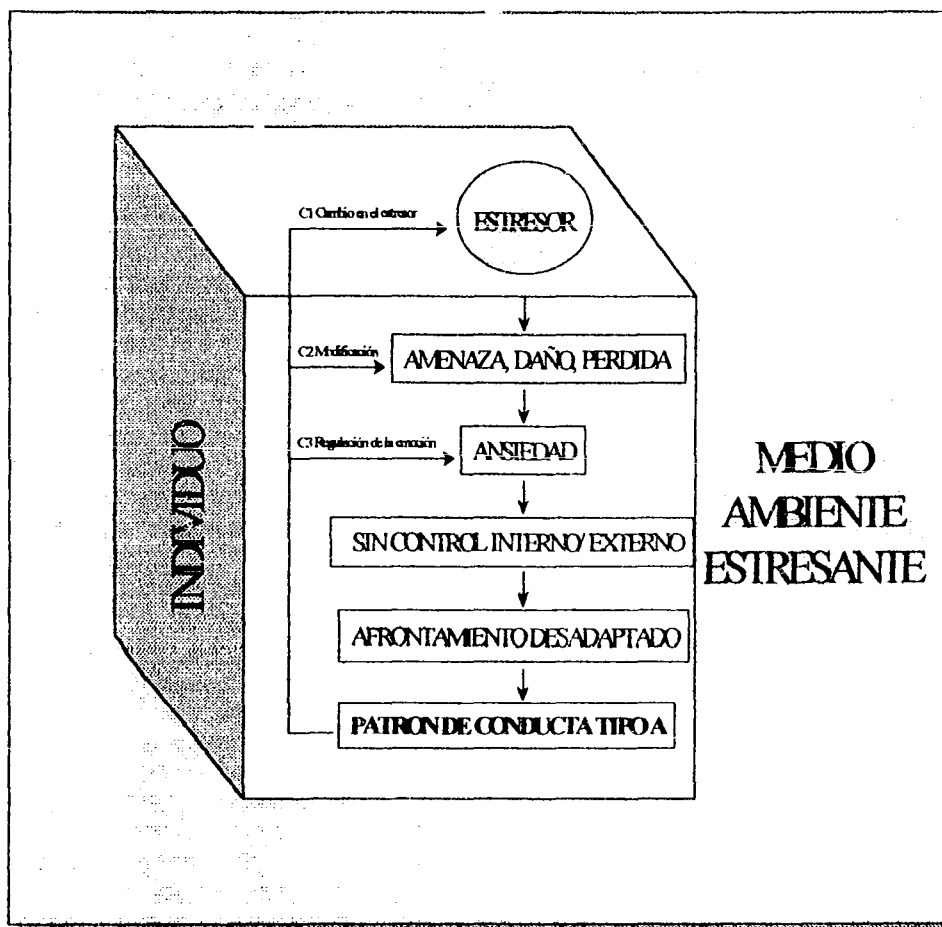 C1 Cambio en el estresor
ESTRESOR
C2 Modificación
AMENAZA, DAÑO, PERDIDA
C3 Regulación de la emoción
ANSIEDAD
SIN CONTROL INTERNO/ EXTERNO
AFRONTAMIENTO DESADAPTADO
PATRON DE CONDUCTA TIPO A
INDIVIDUO
MEDIO
AMBIENTE
ESTRESANTE